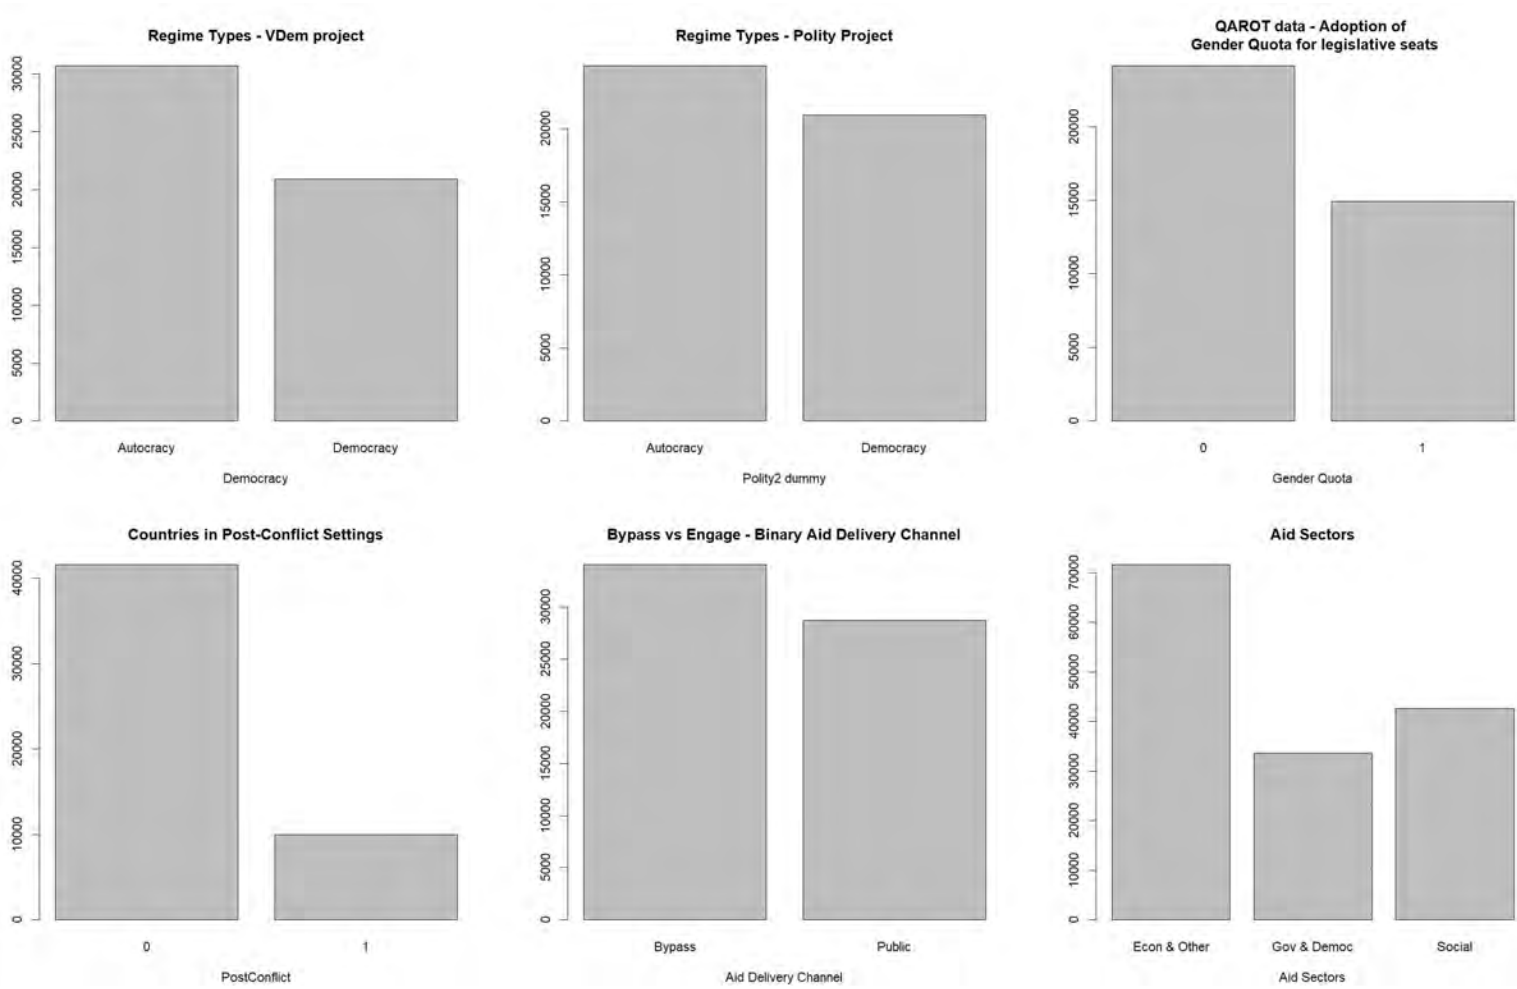 Regime Types - VDem project
30000
25000
20000
15000
10000
5000
0
Autocracy
Democracy
Democracy
Regime Types - Polity Project
20000
15000
10000
5000
0
Autocracy
Democracy
Polity2 dummy
QAROT data - Adoption of
Gender Quota for legislative seats
20000
15000
10000
5000
0
0
1
Gender Quota
Countries in Post-Conflict Settings
40000
30000
20000
10000
0
0
1
PostConflict
Bypass vs Engage - Binary Aid Delivery Channel
30000
25000
20000
15000
10000
5000
0
Bypass
Public
Aid Delivery Channel
Aid Sectors
70000
60000
50000
40000
30000
20000
10000
0
Econ & Other
Gov & Democ
Social
Aid Sectors